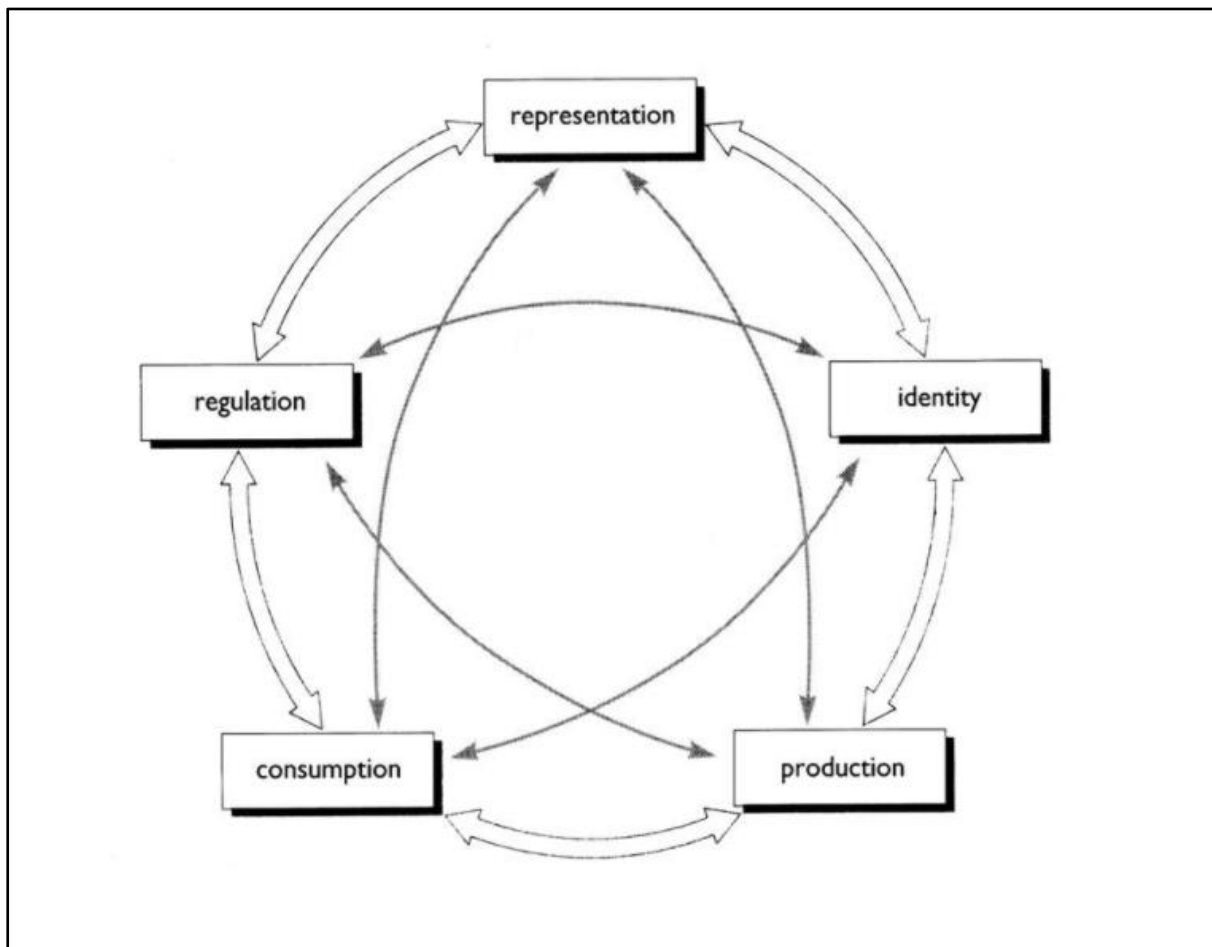 representation
regulation
identity
consumption
production